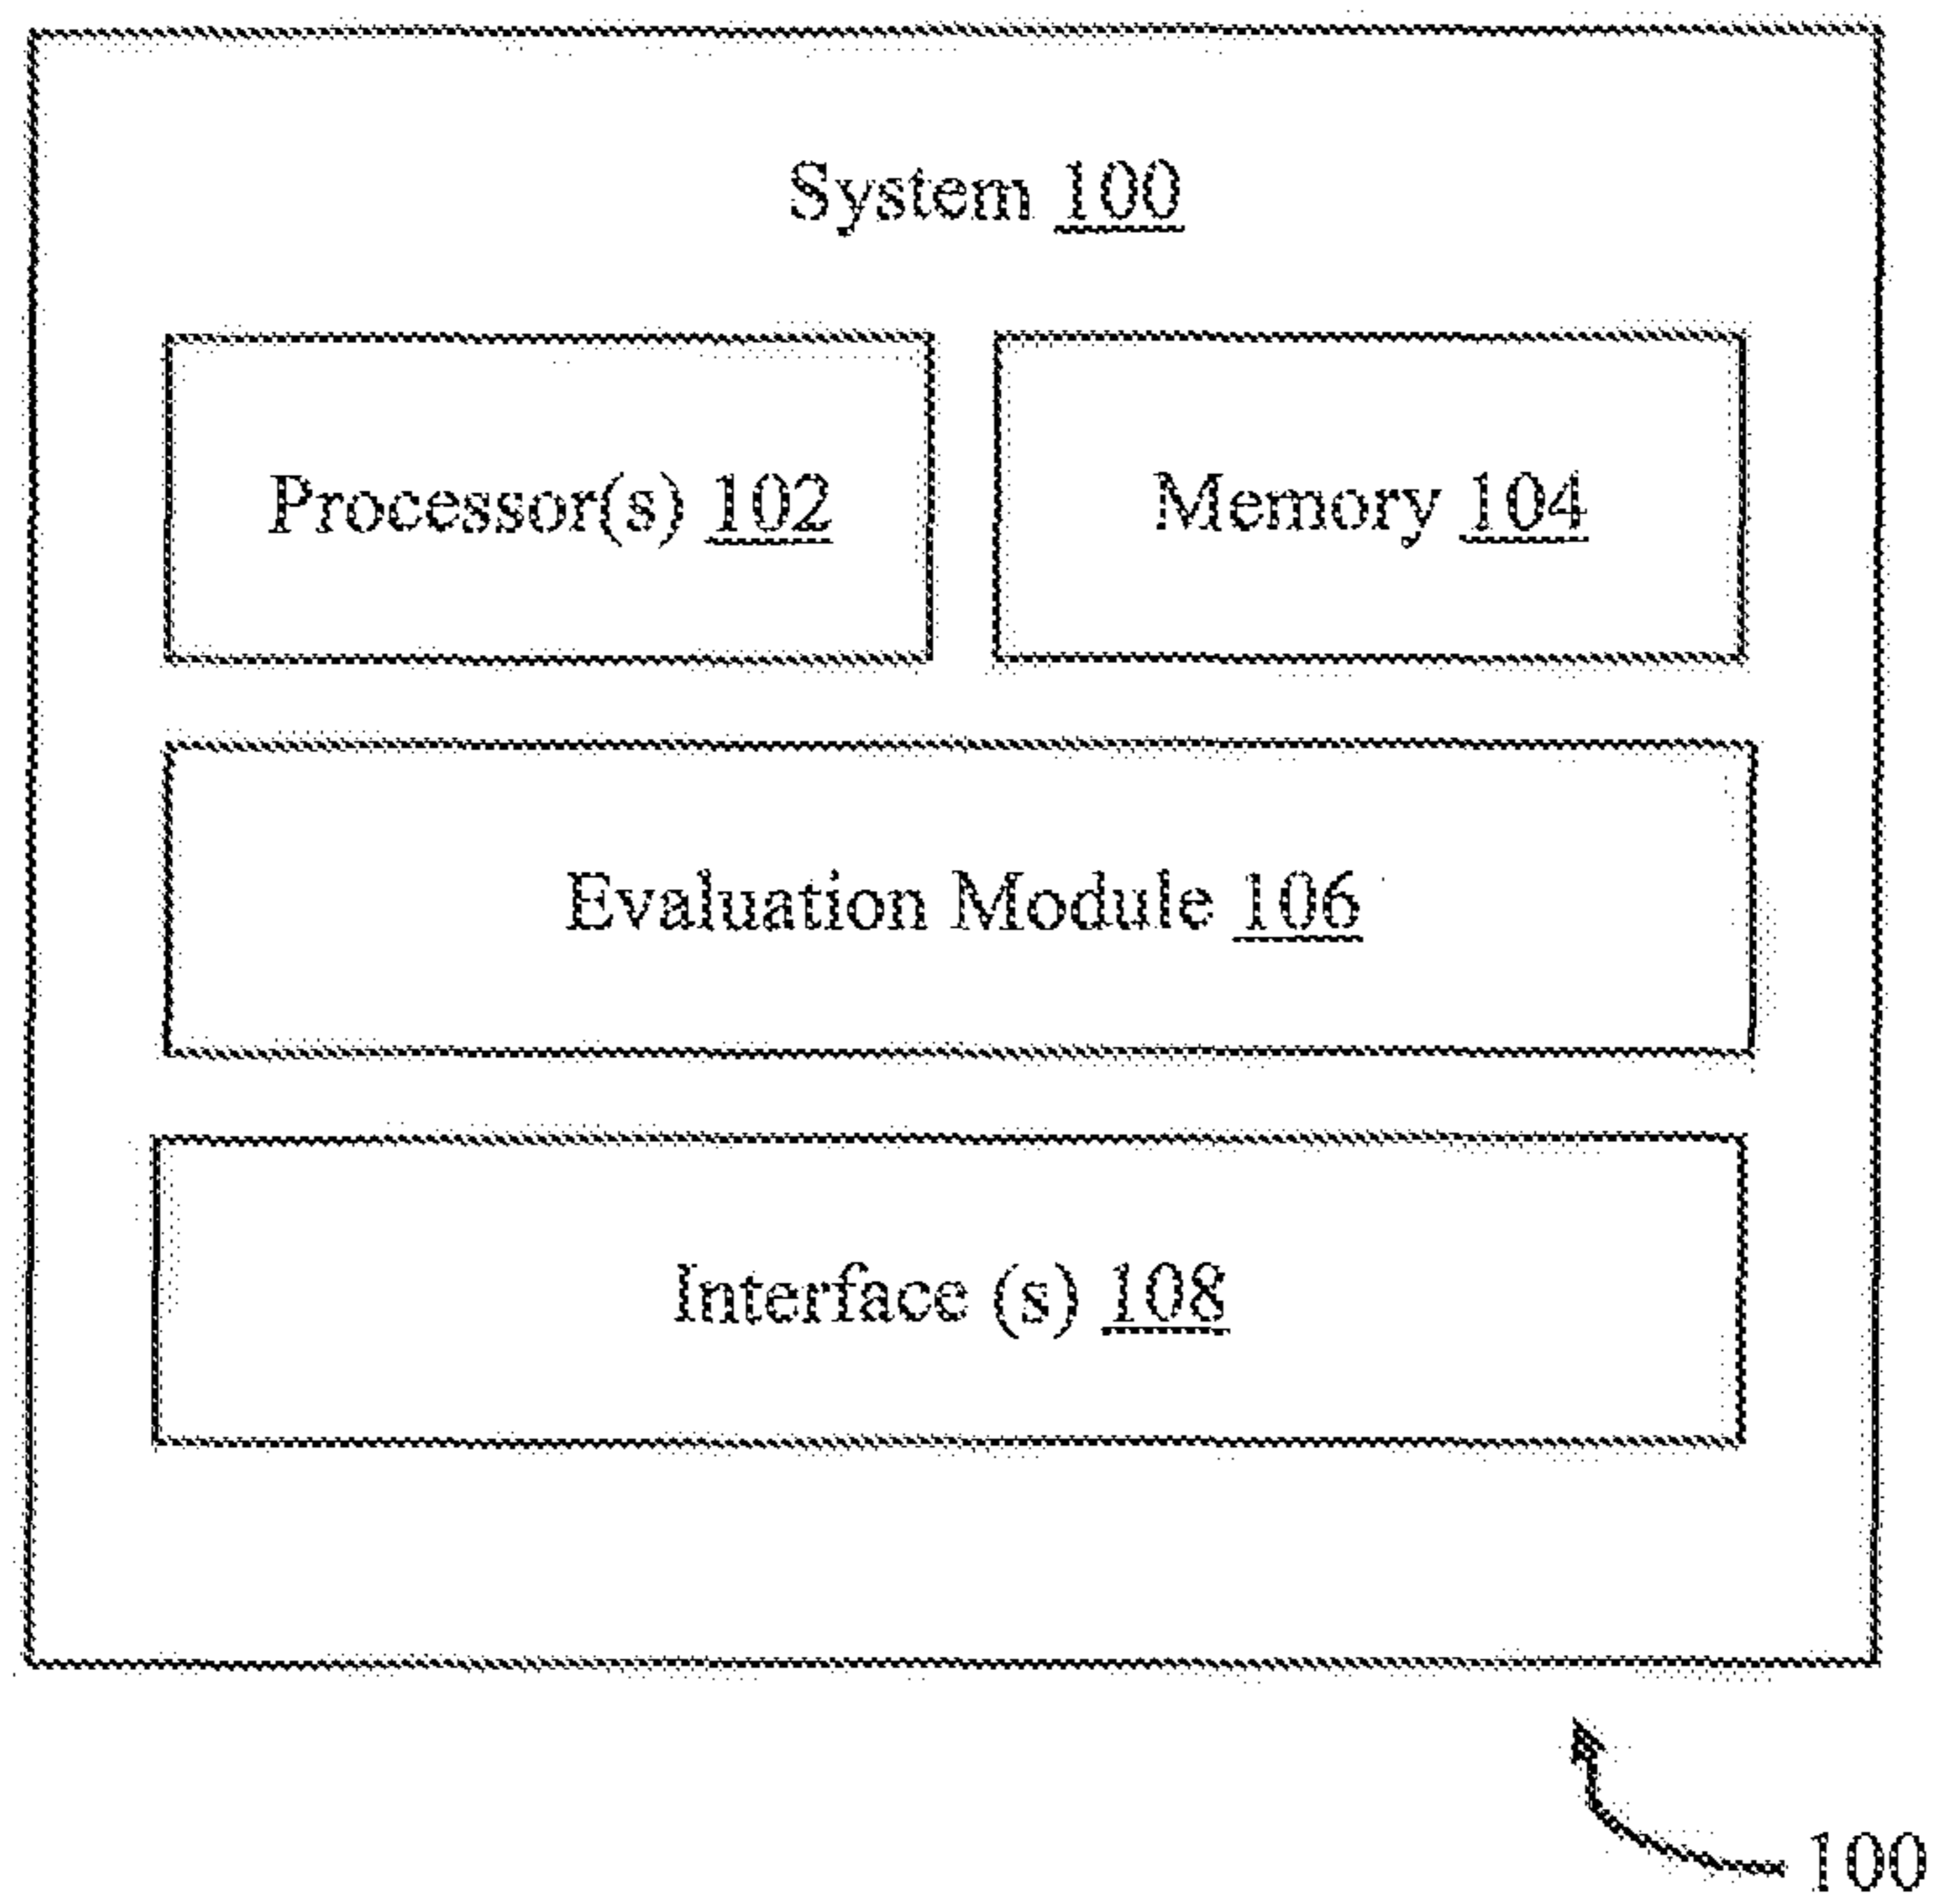 System 100
Processor(s) 102
Memory 104
Evaluation Module 106
Interface (s) 108
100